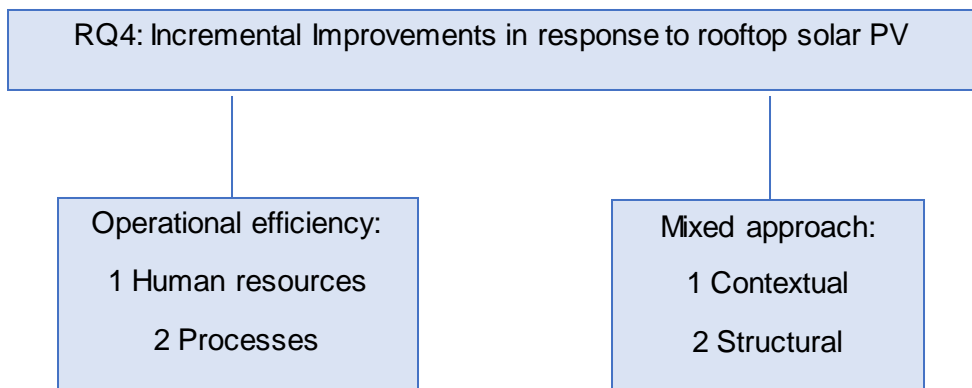 RQ4: Incremental Improvements in response to rooftop solar PV
Operational efficiency:
1 Human resources
2 Processes
Mixed approach:
1 Contextual
2 Structural